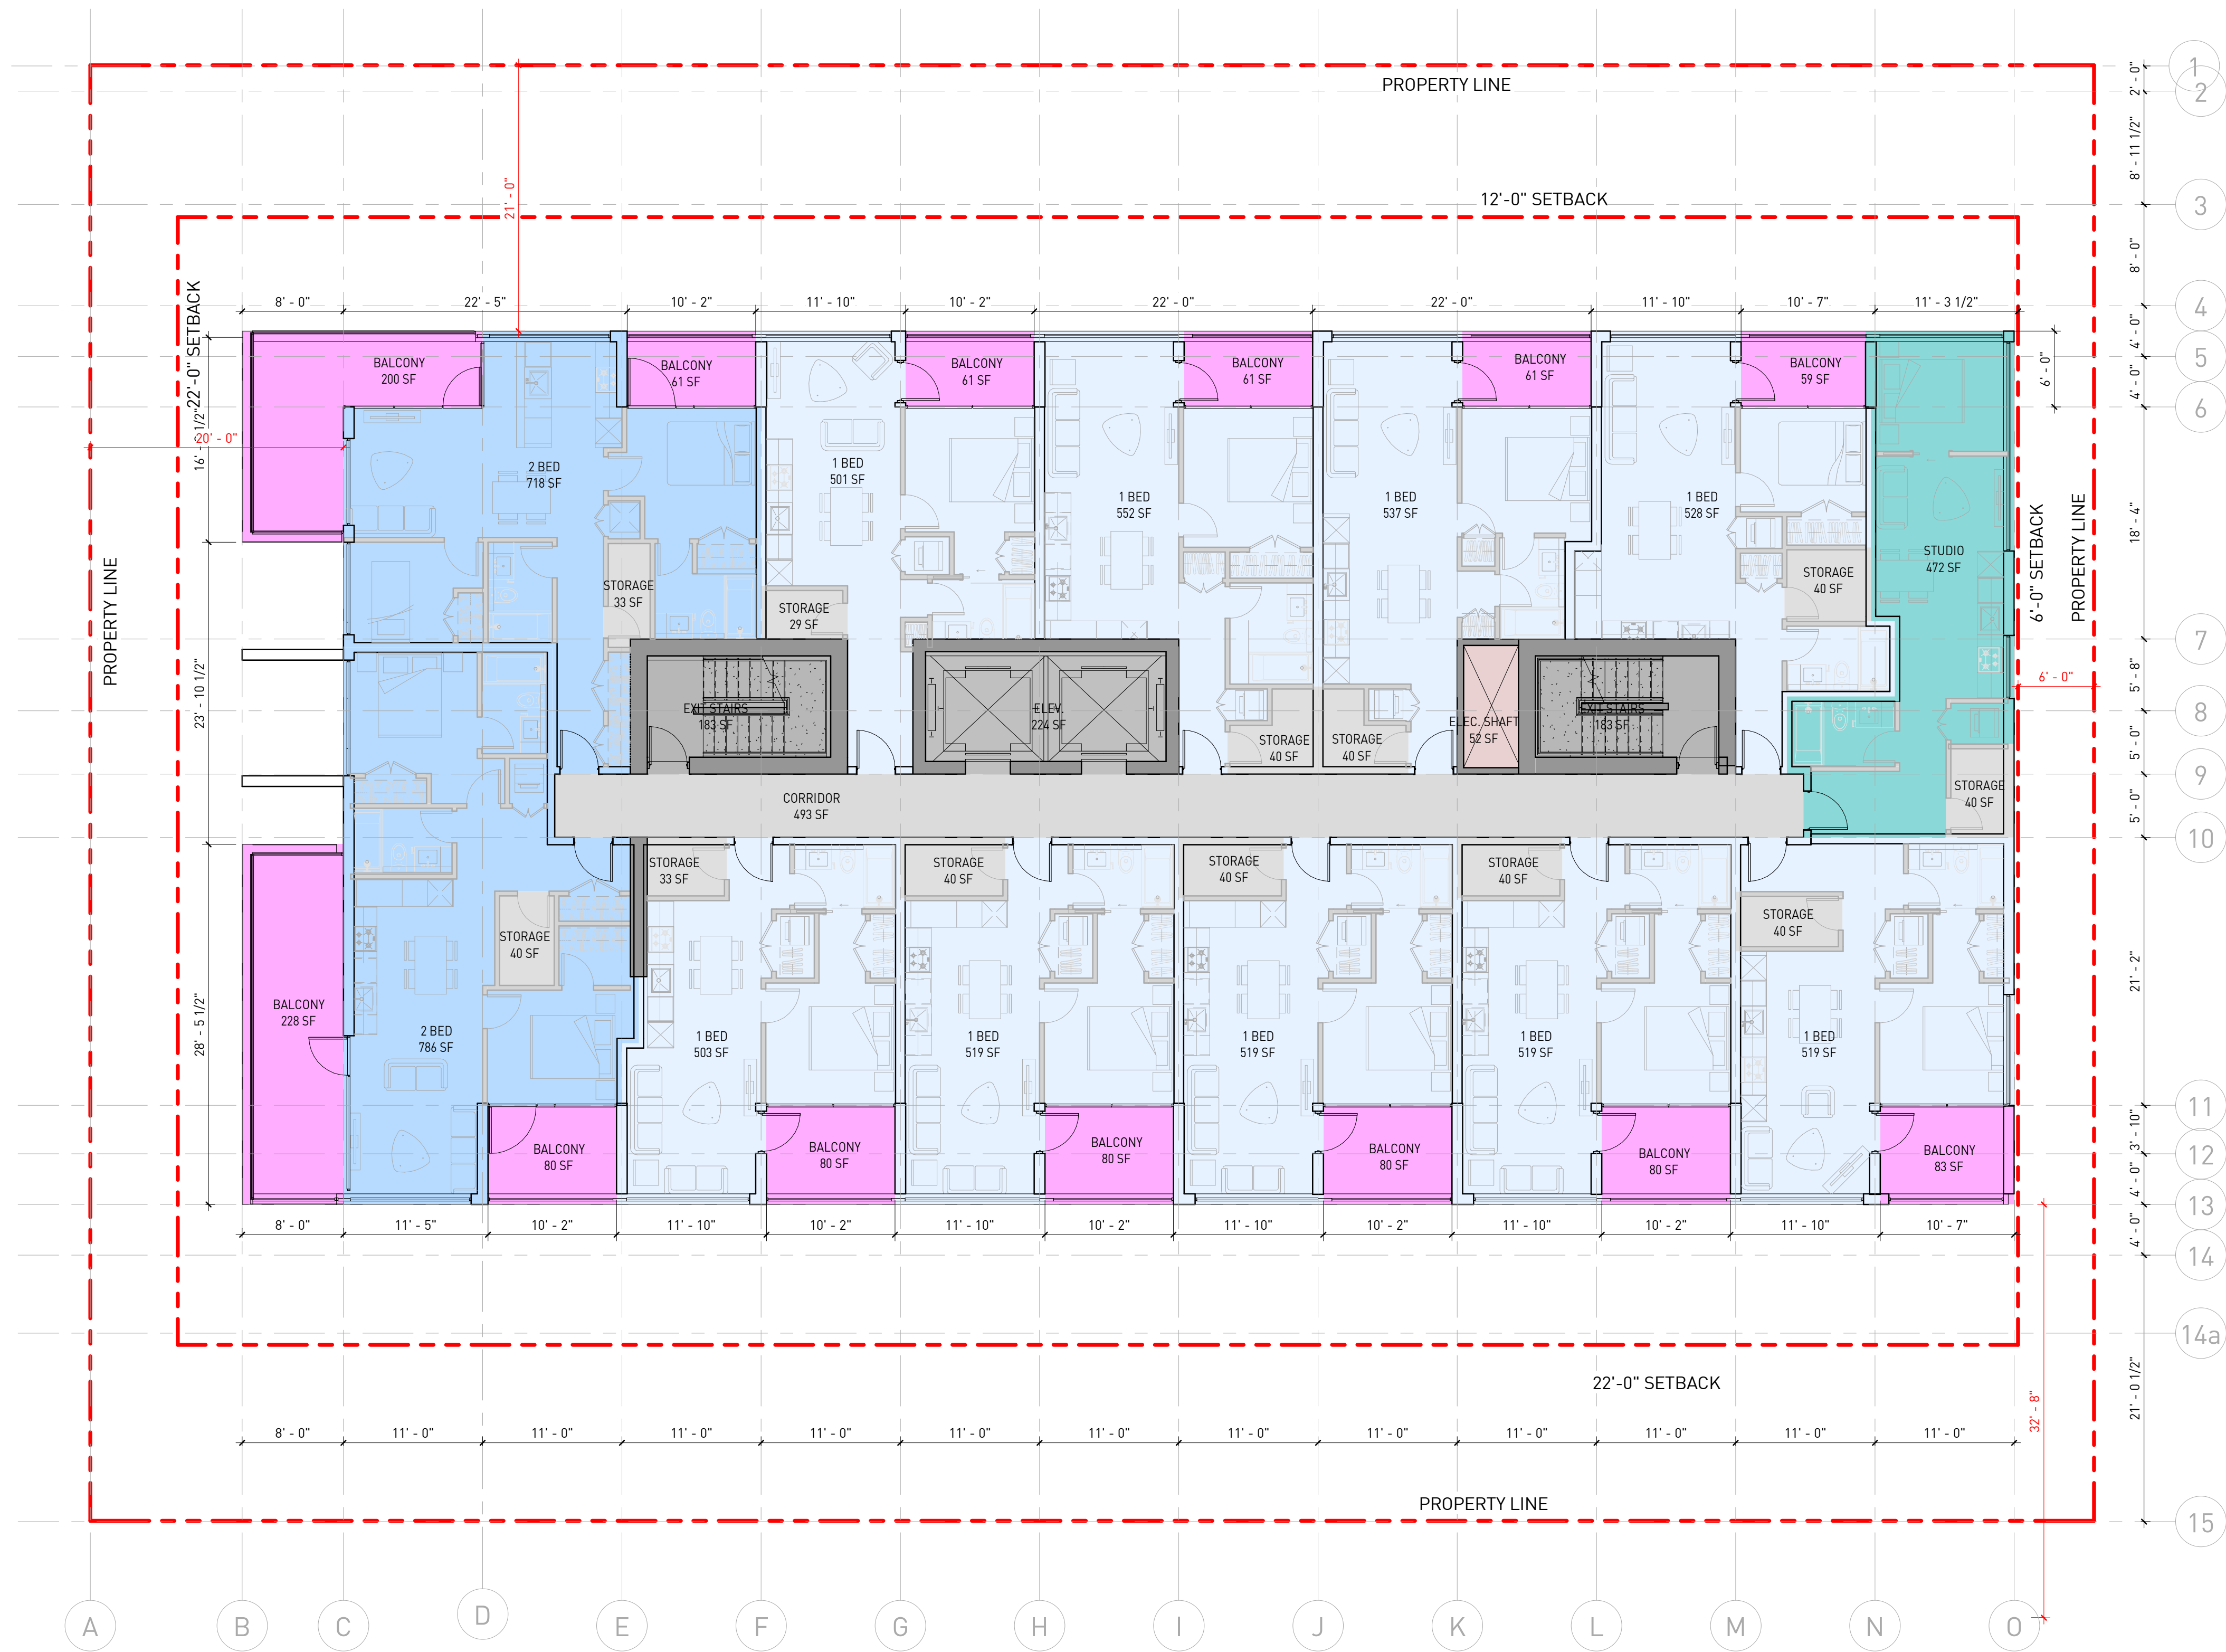 1
2' - 0"
2
PROPERTY LINE
8' - 11 1/2"
21' - 0"
12'-0" SETBACK
3
8' - 0"
22'-0" SETBACK
8' - 0"
22' - 5"
10' - 2"
11' - 10"
10' - 2"
22' - 0"
22' - 0"
11' - 10"
10' - 7"
11' - 3 1/2"
4
4' - 0"
BALCONY
200 SF
BALCONY
61 SF
BALCONY
61 SF
BALCONY
61 SF
BALCONY
61 SF
BALCONY
59 SF
6' - 0"
5
4' - 0"
6
20' - 0"
2 BED
718 SF
1 BED
501 SF
1 BED
552 SF
1 BED
537 SF
1 BED
528 SF
STUDIO
472 SF
6'-0" SETBACK
PROPERTY LINE
18' - 4"
PROPERTY LINE
STORAGE
33 SF
STORAGE
29 SF
STORAGE
40 SF
7
5' - 8"
6' - 0"
23' - 10 1/2"
EXIT STAIRS
183 SF
ELEV.
224 SF
STORAGE
40 SF
STORAGE
40 SF
ELEC. SHAFT
52 SF
EXIT STAIRS
183 SF
8
5' - 0"
9
CORRIDOR
493 SF
STORAGE
40 SF
5' - 0"
10
STORAGE
33 SF
STORAGE
40 SF
STORAGE
40 SF
STORAGE
40 SF
STORAGE
40 SF
STORAGE
40 SF
21' - 2"
BALCONY
228 SF
28' - 5 1/2"
2 BED
786 SF
1 BED
503 SF
1 BED
519 SF
1 BED
519 SF
1 BED
519 SF
1 BED
519 SF
11
3' - 10"
BALCONY
80 SF
BALCONY
80 SF
BALCONY
80 SF
BALCONY
80 SF
BALCONY
80 SF
BALCONY
83 SF
12
4' - 0"
13
8' - 0"
11' - 5"
10' - 2"
11' - 10"
10' - 2"
11' - 10"
10' - 2"
11' - 10"
10' - 2"
11' - 10"
10' - 2"
11' - 10"
10' - 7"
4' - 0"
14
14a
22'-0" SETBACK
21' - 0 1/2"
32' - 8"
8' - 0"
11' - 0"
11' - 0"
11' - 0"
11' - 0"
11' - 0"
11' - 0"
11' - 0"
11' - 0"
11' - 0"
11' - 0"
11' - 0"
11' - 0"
PROPERTY LINE
15
A
B
C
D
E
F
G
H
I
J
K
L
M
N
O